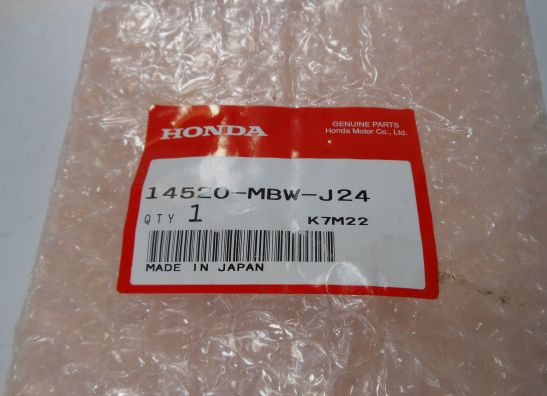 HONDA
GENUINE PARTS
Honda Motor Co., Ltd.
14520-MBW-J24
QTY 1
K7M22
MADE IN JAPAN